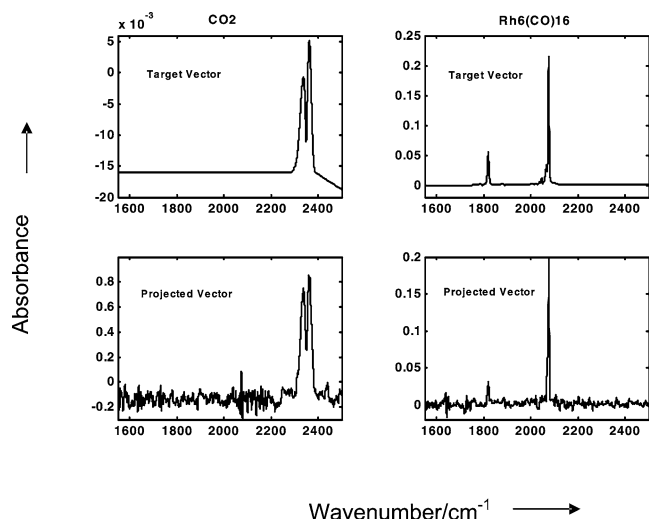 CO2
Rh6(CO)16
x 10⁻³
5
0
-5
-10
-15
-20
Target Vector
1600 1800 2000 2200 2400
0.25
0.2
0.15
0.1
0.05
0
Target Vector
1600 1800 2000 2200 2400
Absorbance
0.8
0.6
0.4
0.2
0
-0.2
Projected Vector
1600 1800 2000 2200 2400
0.2
0.15
0.1
0.05
0
Projected Vector
1600 1800 2000 2200 2400
Wavenumber/cm⁻¹